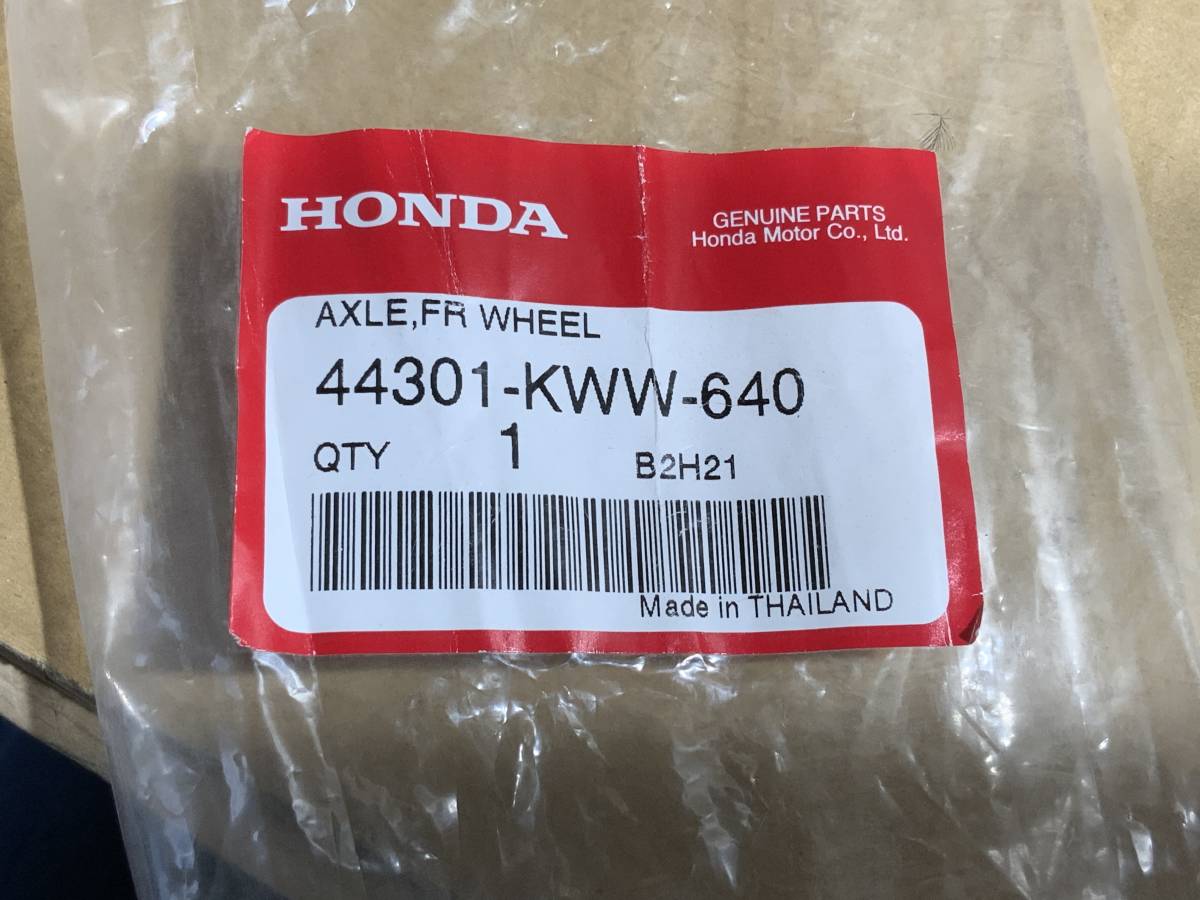 HONDA
GENUINE PARTS
Honda Motor Co., Ltd.
AXLE,FR WHEEL
44301-KWW-640
QTY 1 B2H21
Made in THAILAND